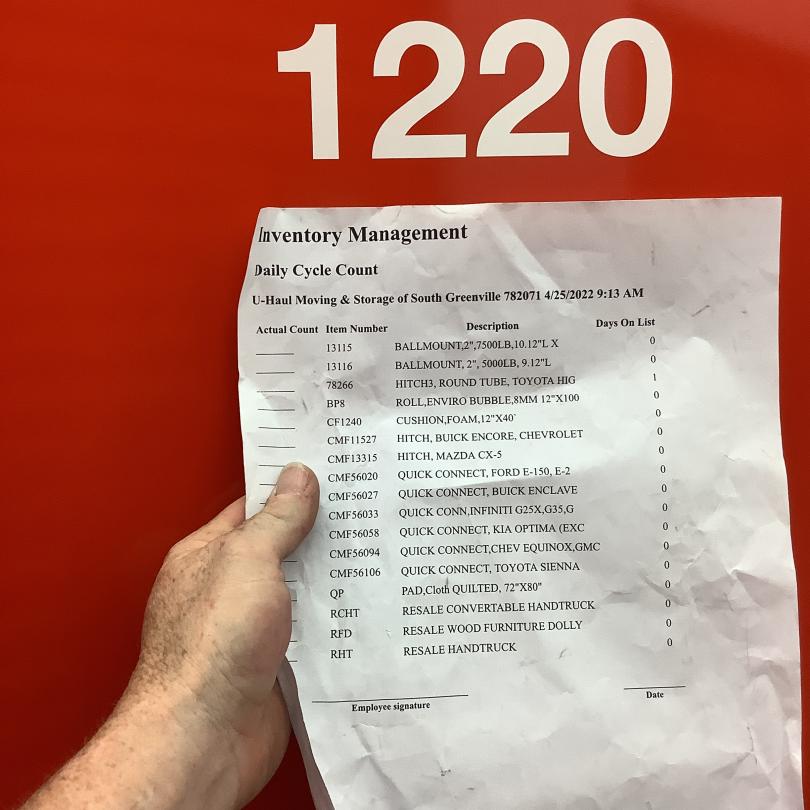 1220
Inventory Management
Daily Cycle Count
U-Haul Moving & Storage of South Greenville 782071 4/25/2022 9:13 AM
Actual Count Item Number Description Days On List
13115 BALLMOUNT,2",7500LB,10.12"L X 0
13116 BALLMOUNT, 2", 5000LB, 9.12"L 0
78266 HITCH3, ROUND TUBE, TOYOTA HIG 1
BP8 ROLL,ENVIRO BUBBLE,8MM 12"X100 0
CF1240 CUSHION,FOAM,12"X40' 0
CMF11527 HITCH, BUICK ENCORE, CHEVROLET 0
CMF13315 HITCH, MAZDA CX-5 0
CMF56020 QUICK CONNECT, FORD E-150, E-2 0
CMF56027 QUICK CONNECT, BUICK ENCLAVE 0
CMF56033 QUICK CONN,INFINITI G25X,G35,G 0
CMF56058 QUICK CONNECT, KIA OPTIMA (EXC 0
CMF56094 QUICK CONNECT,CHEV EQUINOX,GMC 0
CMF56106 QUICK CONNECT, TOYOTA SIENNA 0
QP PAD,Cloth QUILTED, 72"X80" 0
RCHT RESALE CONVERTABLE HANDTRUCK 0
RFD RESALE WOOD FURNITURE DOLLY 0
RHT RESALE HANDTRUCK 0
Employee signature Date